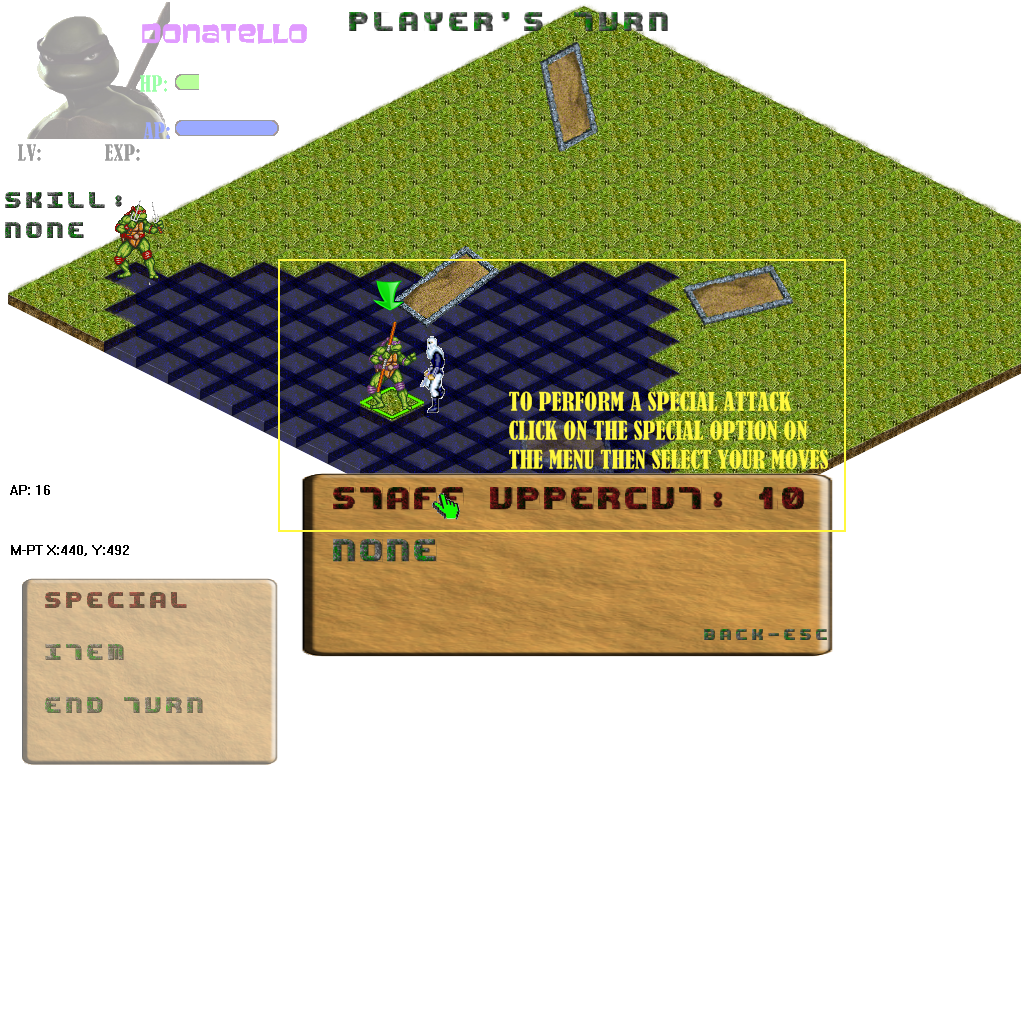 PLAYER'S TURN
DONATELLO
HP:
AP:
LV: EXP:
SKILL:
NONE
TO PERFORM A SPECIAL ATTACK
CLICK ON THE SPECIAL OPTION ON
THE MENU THEN SELECT YOUR MOVES
AP: 16
STAFF UPPERCUT: 10
M-PT X:440, Y:492
NONE
SPECIAL
BACK-ESC
ITEM
END TURN